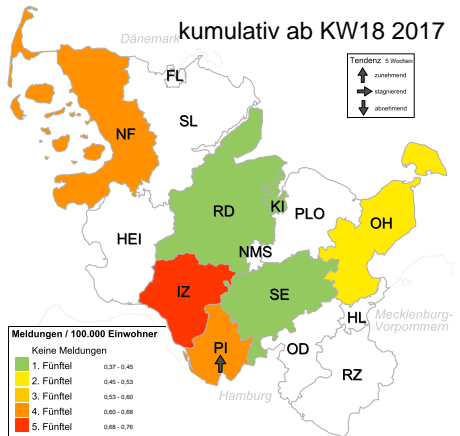 kumulativ ab KW18 2017
Dänemark
Tendenz 5 Wochen
zunehmend
stagnierend
abnehmend
FL
SL
NF
RD
KI
PLO
OH
HEI
NMS
IZ
SE
HL
Mecklenburg-
Vorpommern
PI
OD
RZ
Hamburg
Meldungen / 100.000 Einwohner
Keine Meldungen
1. Fünftel 0,37 - 0,45
2. Fünftel 0,45 - 0,53
3. Fünftel 0,53 - 0,60
4. Fünftel 0,60 - 0,68
5. Fünftel 0,68 - 0,76